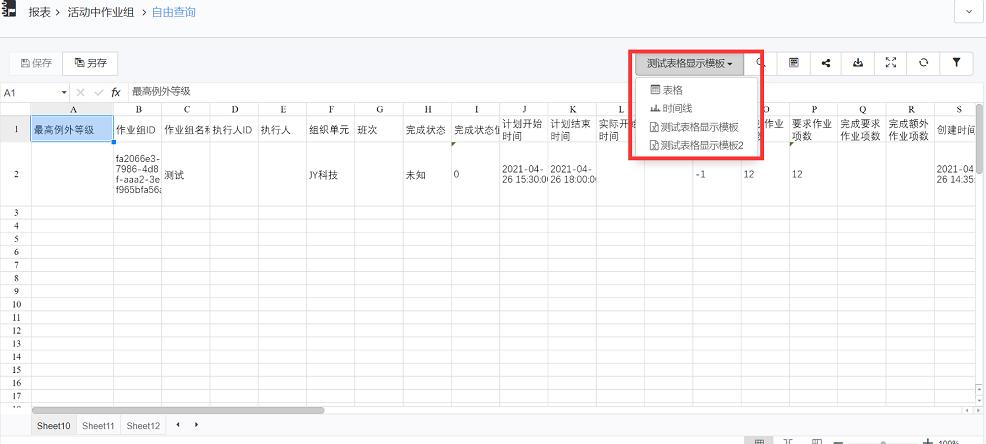 报表 > 活动中作业组 > 自由查询
保存 另存 测试表格显示模板
表格
时间线
测试表格显示模板
测试表格显示模板2
A1 fx 最高例外等级
A B C D E F G H I J K L O P Q R S
1 最高例外等级 作业组ID 作业组名称 执行人ID 执行人 组织单元 班次 完成状态 完成状态值 计划开始时间 计划结束时间 实际开始时间 作业项数 要求作业项数 完成要求作业项数 完成额外作业项数 创建时间
2 fa2066e3-7986-4d8f-aaa2-3ef965bfa56a 测试 JY科技 未知 0 2021-04-26 15:30:00 2021-04-26 18:00:00 -1 12 12 2021-04-26 14:35:
3
4
5
6
7
8
9
10
11
12
13
14
15
16
17
18
Sheet10 Sheet11 Sheet12
100%